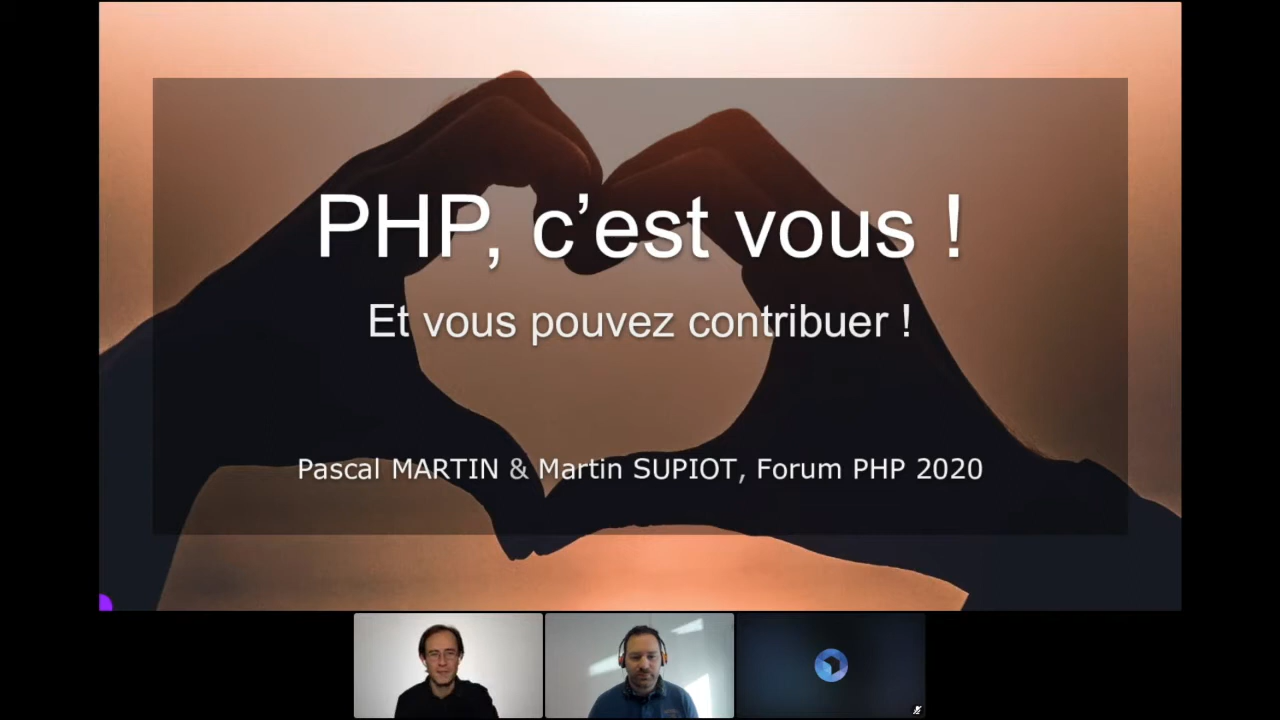 PHP, c’est vous !
Et vous pouvez contribuer !
Pascal MARTIN & Martin SUPIOT, Forum PHP 2020